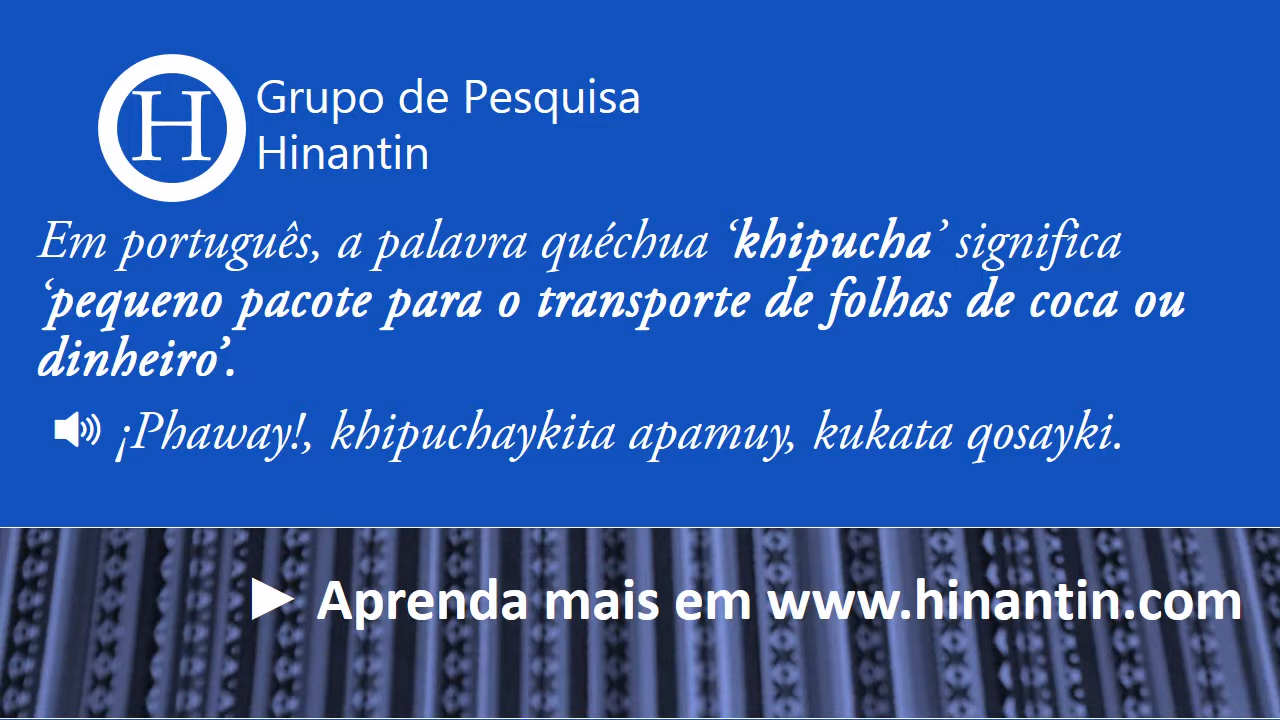 H
Grupo de Pesquisa
Hinantin
Em português, a palavra quéchua ‘khipucha’ significa
‘pequeno pacote para o transporte de folhas de coca ou
dinheiro’.
¡Phaway!, khipuchaykita apamuy, kukata qosayki.
► Aprenda mais em www.hinantin.com